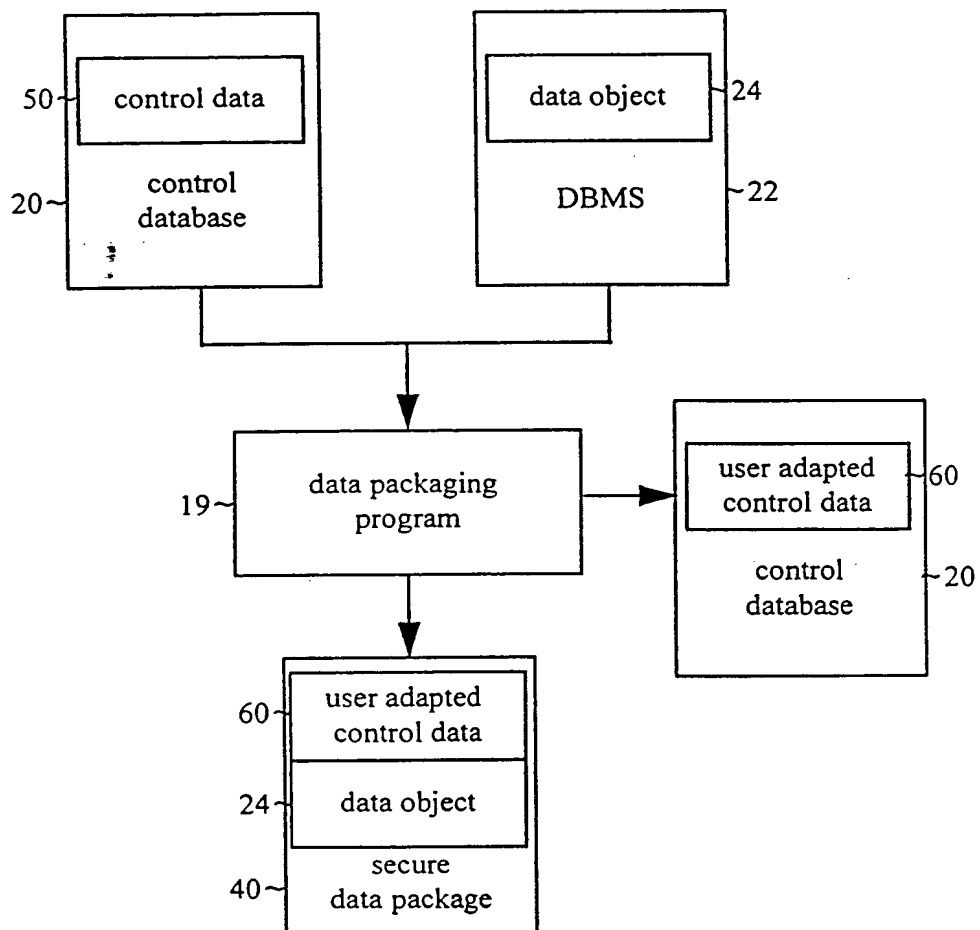 50 control data
20 control
database
data object 24
DBMS 22
19 data packaging
program
user adapted 60
control data
control 20
database
60 user adapted
control data
24 data object
secure
40 data package